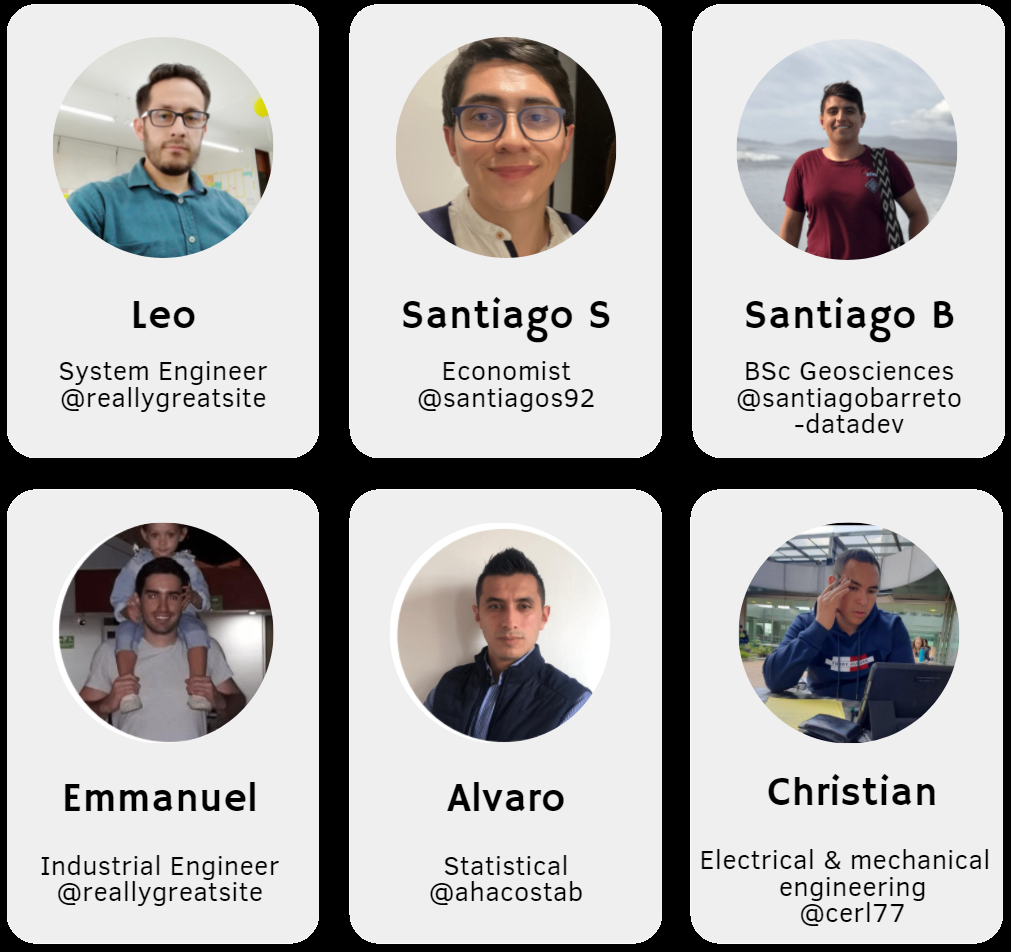 Leo
System Engineer
@reallygreatsite
Santiago S
Economist
@santiagos92
Santiago B
BSc Geosciences
@santiagobarreto
-datadev
Emmanuel
Industrial Engineer
@reallygreatsite
Alvaro
Statistical
@ahacostab
Christian
Electrical & mechanical
engineering
@cerl77